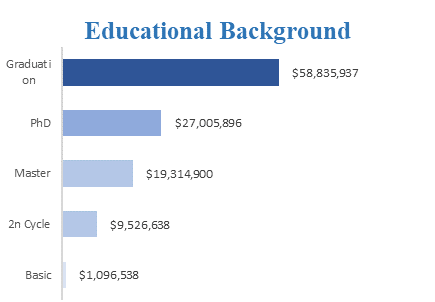 Educational Background
Graduati
on
$58,835,937
PhD
$27,005,896
Master
$19,314,900
2n Cycle
$9,526,638
Basic
$1,096,538